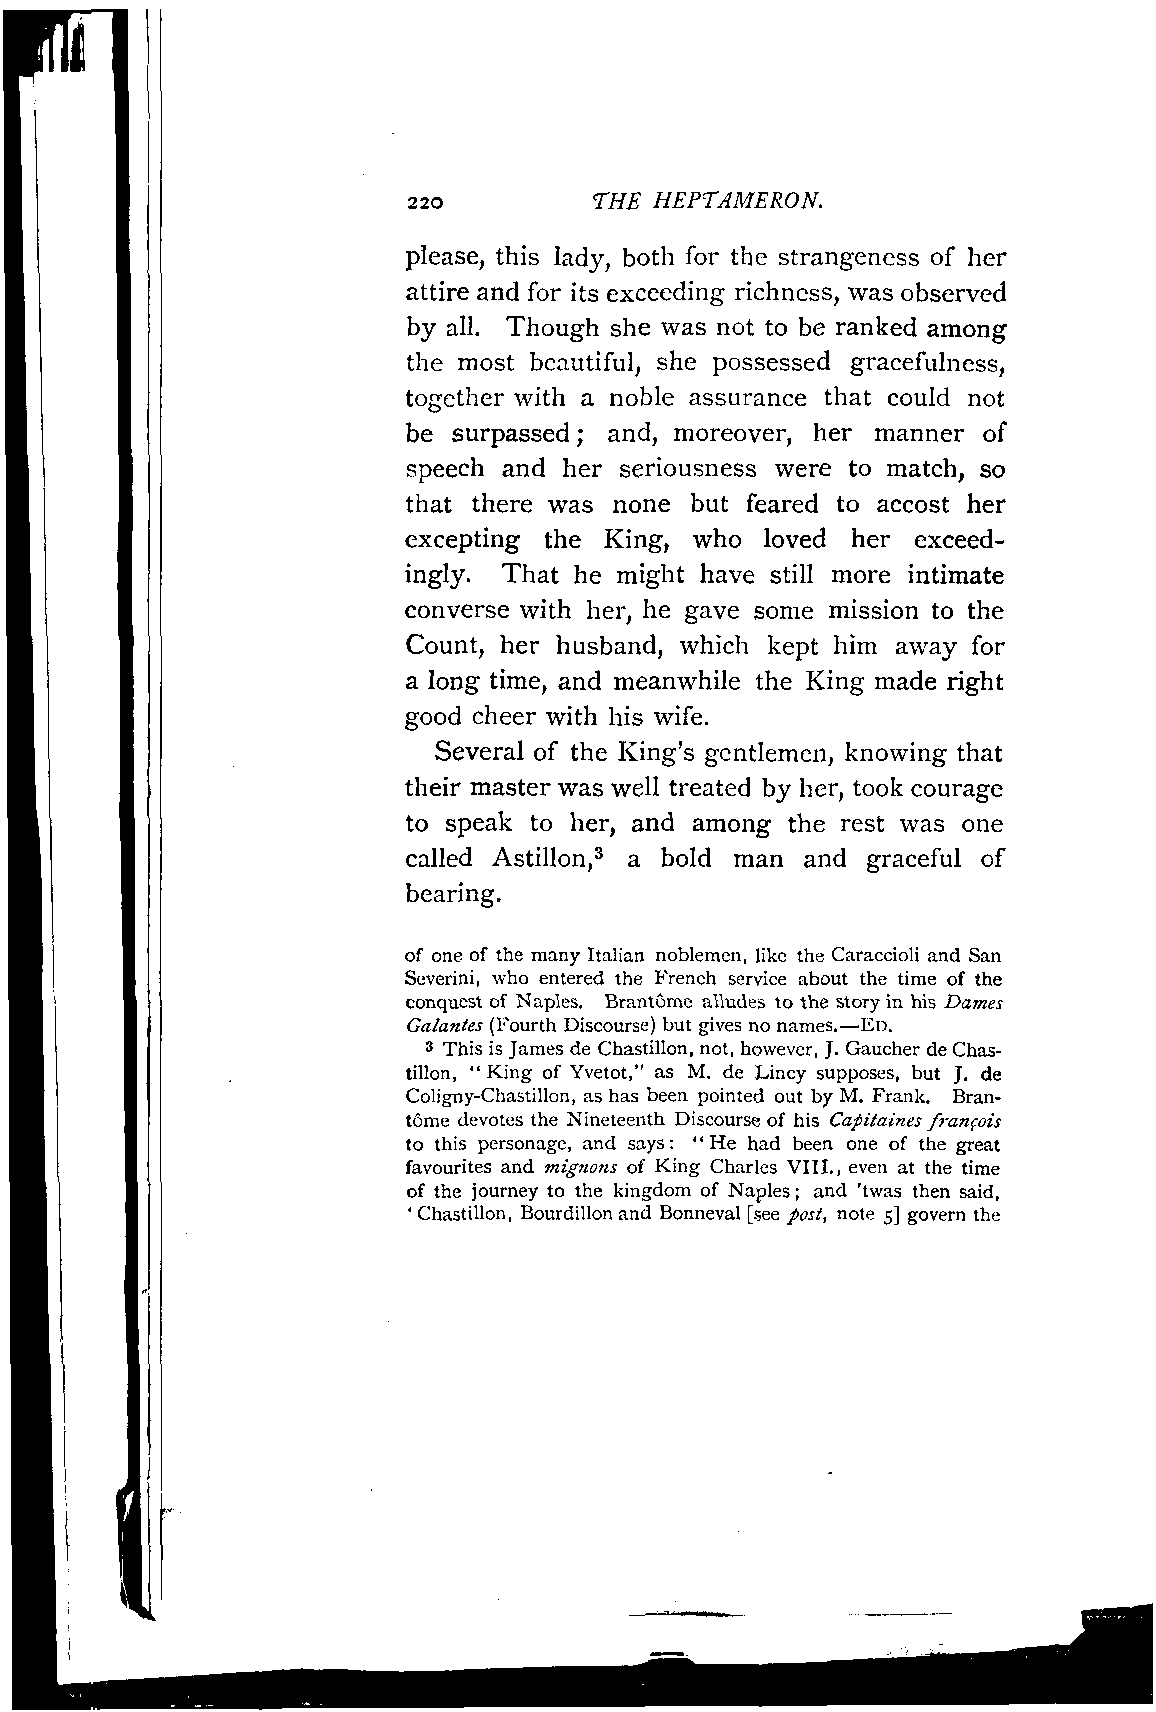 220 THE HEPTAMERON.
please, this lady, both for the strangeness of her
attire and for its exceeding richness, was observed
by all. Though she was not to be ranked among
the most beautiful, she possessed gracefulness,
together with a noble assurance that could not
be surpassed; and, moreover, her manner of
speech and her seriousness were to match, so
that there was none but feared to accost her
excepting the King, who loved her exceed-
ingly. That he might have still more intimate
converse with her, he gave some mission to the
Count, her husband, which kept him away for
a long time, and meanwhile the King made right
good cheer with his wife.
Several of the King's gentlemen, knowing that
their master was well treated by her, took courage
to speak to her, and among the rest was one
called Astillon,³ a bold man and graceful of
bearing.
of one of the many Italian noblemen, like the Caraccioli and San
Severini, who entered the French service about the time of the
conquest of Naples. Brantôme alludes to the story in his Dames
Galantes (Fourth Discourse) but gives no names.—ED.
³ This is James de Chastillon, not, however, J. Gaucher de Chas-
tillon, "King of Yvetot," as M. de Lincy supposes, but J. de
Coligny-Chastillon, as has been pointed out by M. Frank. Bran-
tôme devotes the Nineteenth Discourse of his Capitaines françois
to this personage, and says: "He had been one of the great
favourites and mignons of King Charles VIII., even at the time
of the journey to the kingdom of Naples; and 'twas then said,
'Chastillon, Bourdillon and Bonneval [see post, note 5] govern the